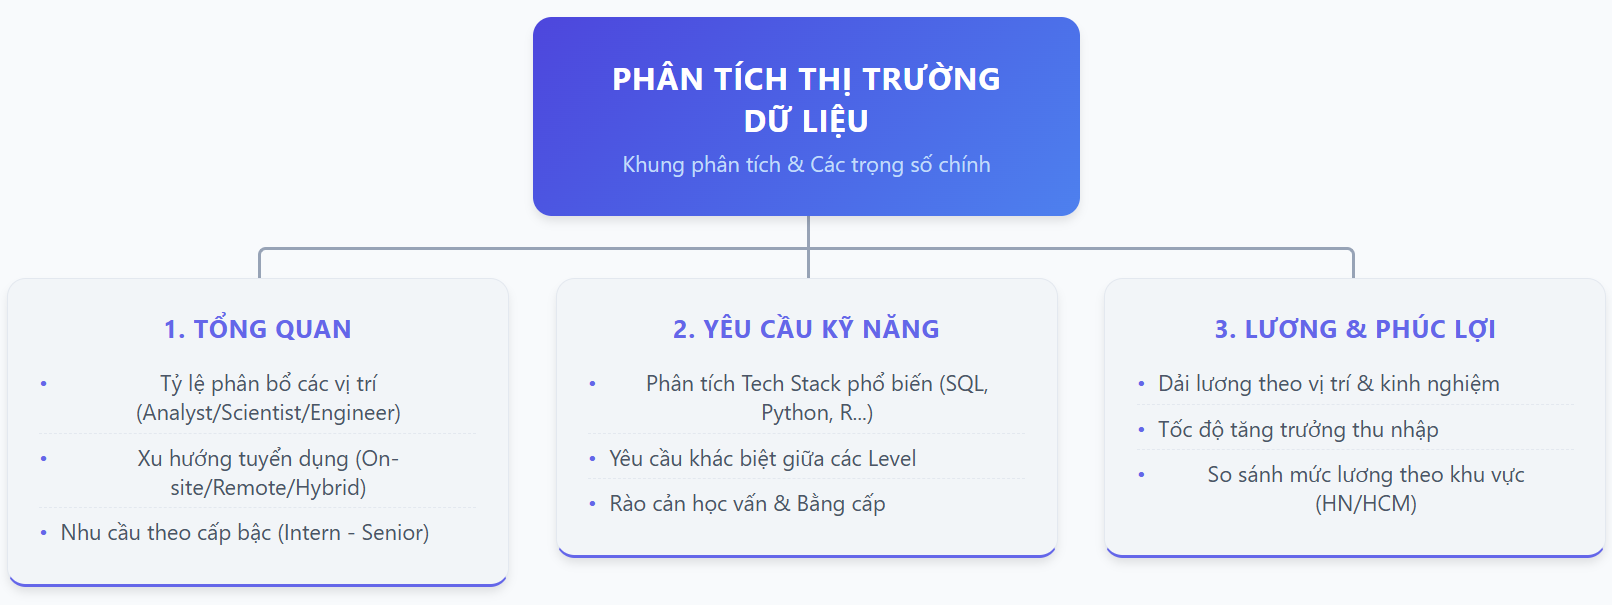 PHÂN TÍCH THỊ TRƯỜNG
DỮ LIỆU
Khung phân tích & Các trọng số chính
1. TỔNG QUAN
• Tỷ lệ phân bổ các vị trí
(Analyst/Scientist/Engineer)
• Xu hướng tuyển dụng (On-
site/Remote/Hybrid)
• Nhu cầu theo cấp bậc (Intern - Senior)
2. YÊU CẦU KỸ NĂNG
• Phân tích Tech Stack phổ biến (SQL,
Python, R...)
• Yêu cầu khác biệt giữa các Level
• Rào cản học vấn & Bằng cấp
3. LƯƠNG & PHÚC LỢI
• Dải lương theo vị trí & kinh nghiệm
• Tốc độ tăng trưởng thu nhập
• So sánh mức lương theo khu vực
(HN/HCM)